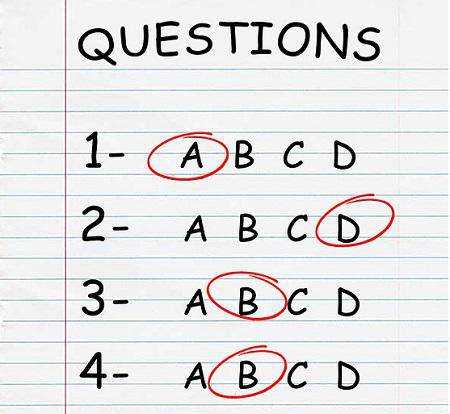 QUESTIONS
1- A B C D
2- A B C D
3- A B C D
4- A B C D